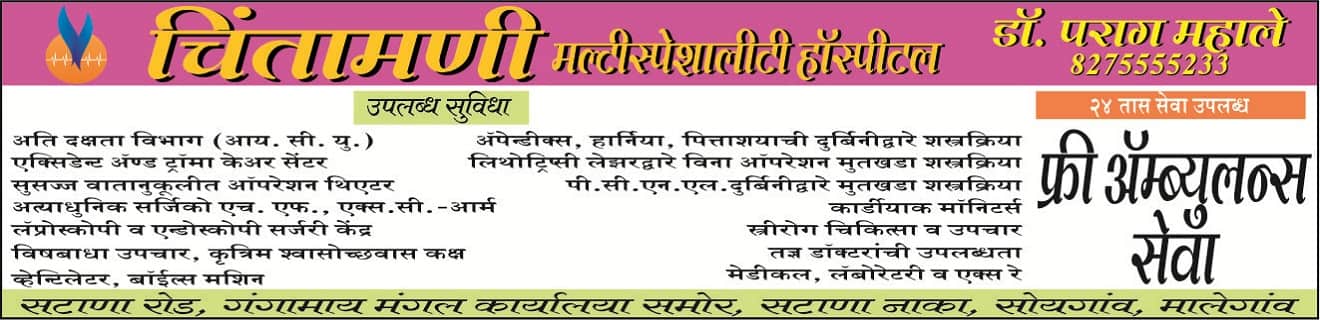 चिंतामणी मल्टीस्पेशालीटी हॉस्पीटल
डॉ. पराग महाले
8275555233
उपलब्ध सुविधा
अति दक्षता विभाग (आय. सी. यु.)
एक्सिडेन्ट ॲण्ड ट्रॉमा केअर सेंटर
सुसज्ज वातानुकूलीत ऑपरेशन थिएटर
अत्याधुनिक सर्जिको एच. एफ., एक्स.सी.-आर्म
लॅप्रोस्कोपी व एन्डोस्कोपी सर्जरी केंद्र
विषबाधा उपचार, कृत्रिम श्वासोच्छवास कक्ष
व्हेन्टिलेटर, बॉईल्स मशिन
ॲपेन्डीक्स, हार्निया, पित्ताशयाची दुर्बिनीद्वारे शस्त्रक्रिया
लिथोट्रिप्सी लेझरद्वारे विना ऑपरेशन मुतखडा शस्त्रक्रिया
पी.सी.एन.एल.दुर्बिनीद्वारे मुतखडा शस्त्रक्रिया
कार्डीयाक मॉनिटर्स
स्त्रीरोग चिकित्सा व उपचार
तज्ञ डॉक्टरांची उपलब्धता
मेडीकल, लॅबोरेटरी व एक्स रे
२४ तास सेवा उपलब्ध
फ्री ॲम्ब्युलन्स
सेवा
सटाणा रोड, गंगामाय मंगल कार्यालया समोर, सटाणा नाका, सोयगांव, मालेगांव